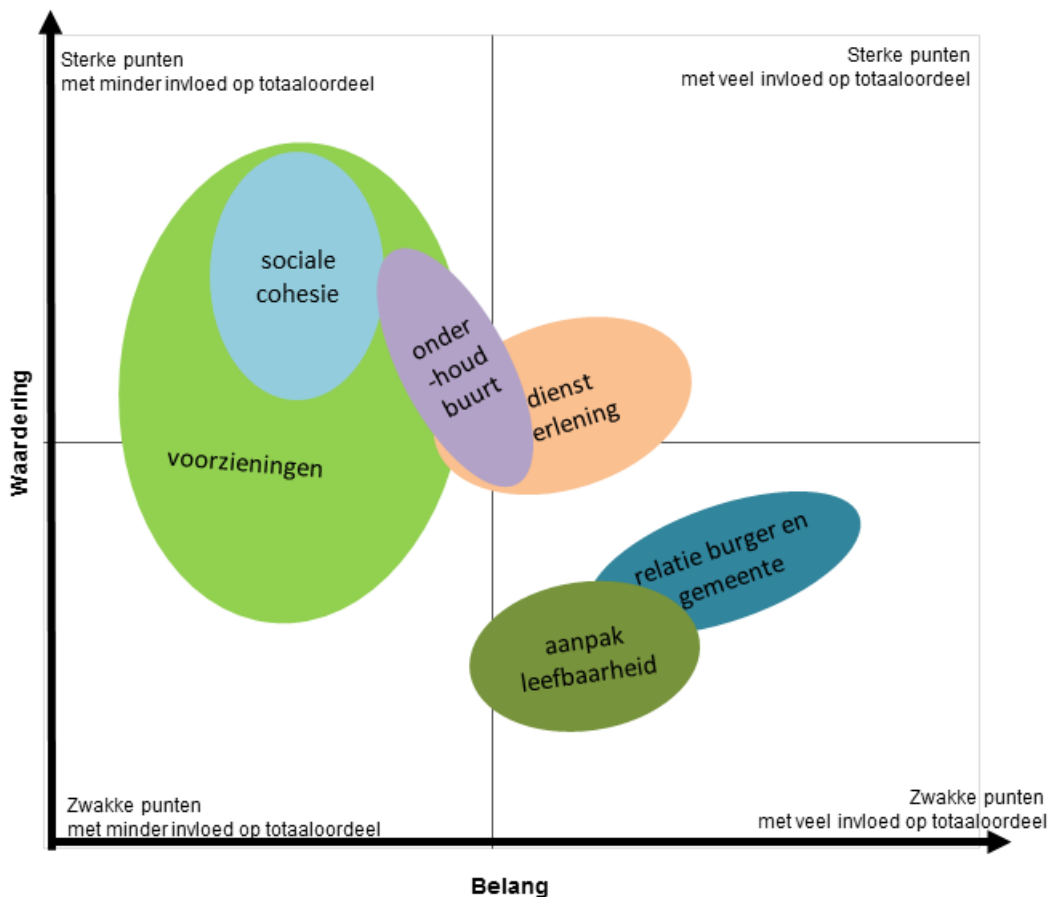 Sterke punten
met minder invloed op totaaloordeel
Sterke punten
met veel invloed op totaaloordeel
sociale
cohesie
onder
-houd
buurt
dienst
erlening
voorzieningen
Waardering
relatie burger en
gemeente
aanpak
leefbaarheid
Zwakke punten
met minder invloed op totaaloordeel
Zwakke punten
met veel invloed op totaaloordeel
Belang